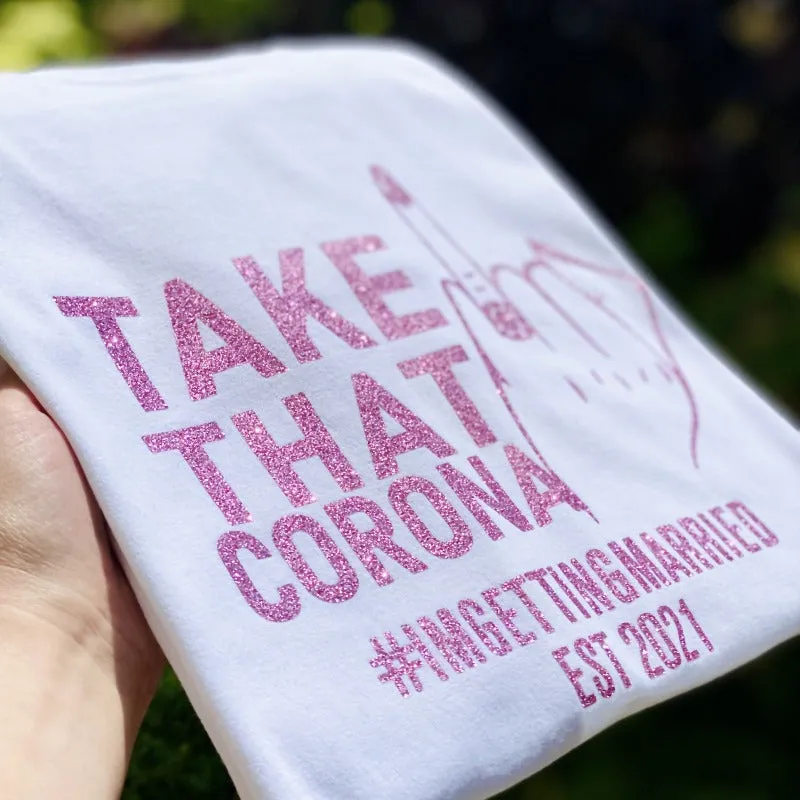 TAKE
THAT
CORONA
#IMGETTINGMARRIED
EST 2021